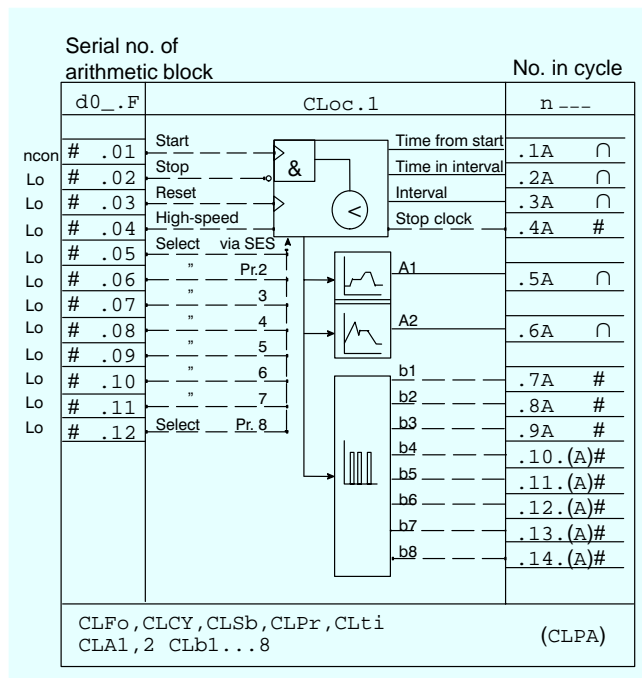 Serial no. of
arithmetic block
No. in cycle
d0_.F CLoc.1 n ---
ncon # .01 Start Time from start .1A ∩
Lo # .02 Stop & Time in interval .2A ∩
Lo # .03 Reset Interval .3A ∩
Lo # .04 High-speed < Stop clock .4A #
Lo # .05 Select via SES
Lo # .06 " Pr.2 A1 .5A ∩
Lo # .07 " 3
Lo # .08 " 4 A2 .6A ∩
Lo # .09 " 5
Lo # .10 " 6 b1 .7A #
Lo # .11 " 7 b2 .8A #
Lo # .12 Select Pr. 8 b3 .9A #
b4 .10.(A)#
b5 .11.(A)#
b6 .12.(A)#
b7 .13.(A)#
b8 .14.(A)#
CLFo,CLCY,CLSb,CLPr,CLti
CLA1,2 CLb1...8 (CLPA)